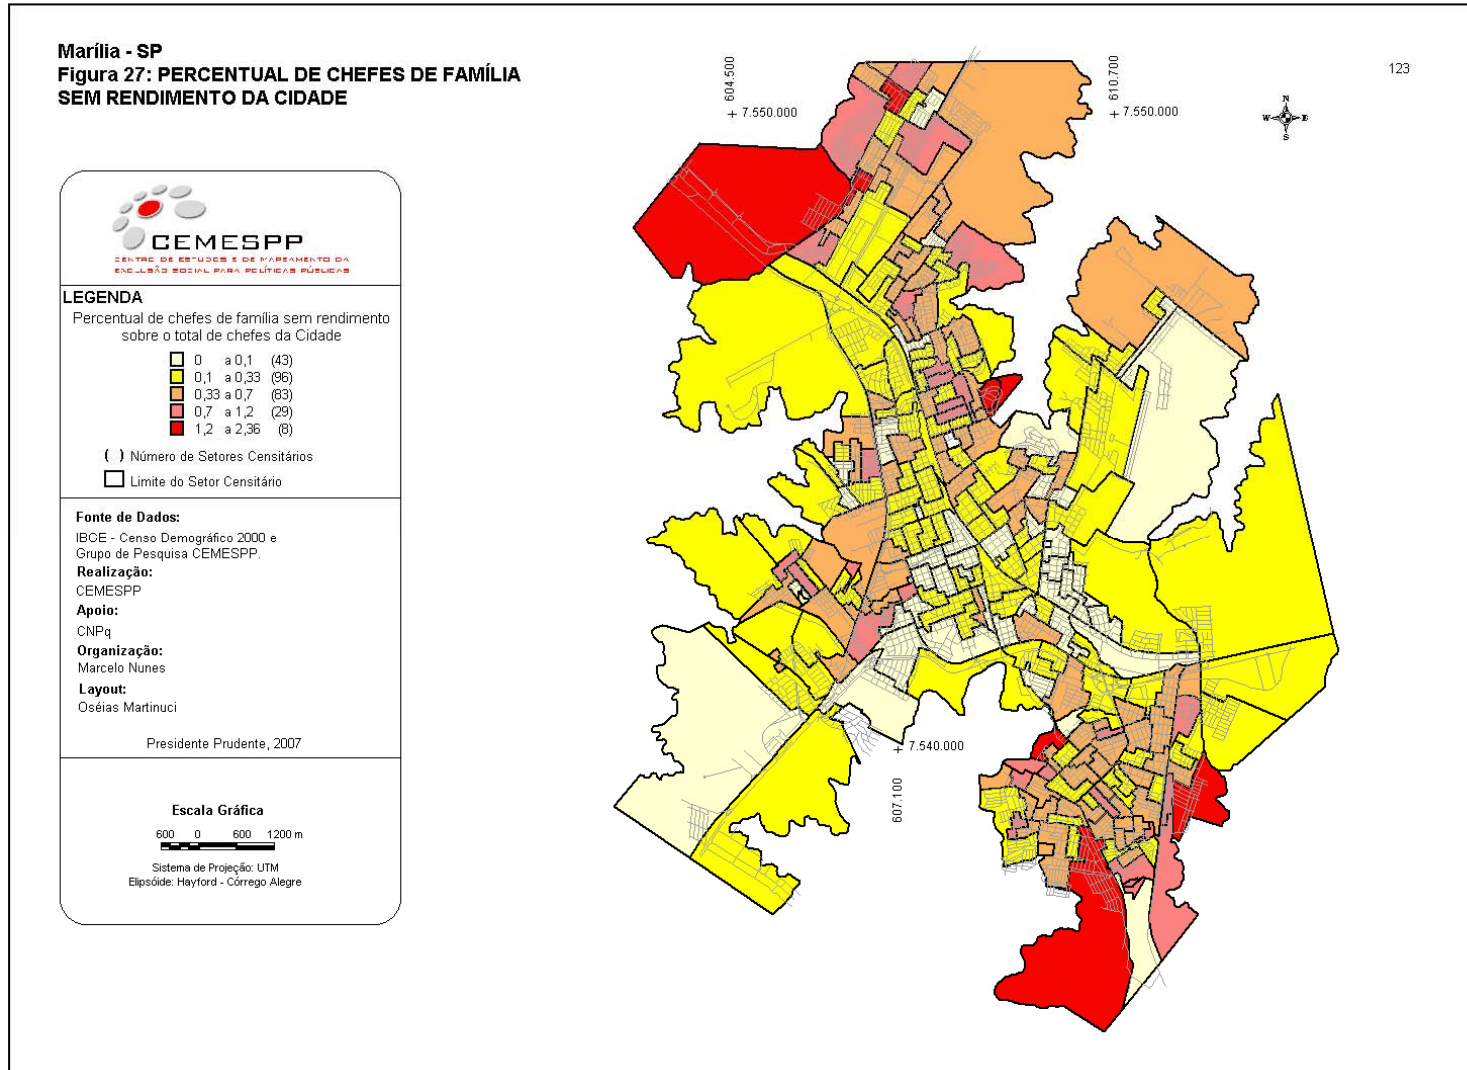 Marília - SP
Figura 27: PERCENTUAL DE CHEFES DE FAMÍLIA
SEM RENDIMENTO DA CIDADE
123
604.500
+ 7.550.000
610.700
+ 7.550.000
N
W E
S
CEMESPP
CENTRO DE ESTUDOS E DE MAPEAMENTO DA
EXCLUSÃO SOCIAL PARA POLÍTICAS PÚBLICAS
LEGENDA
Percentual de chefes de família sem rendimento
sobre o total de chefes da Cidade
0 a 0,1 (43)
0,1 a 0,33 (96)
0,33 a 0,7 (83)
0,7 a 1,2 (29)
1,2 a 2,36 (8)
( ) Número de Setores Censitários
Limite do Setor Censitário
Fonte de Dados:
IBCE - Censo Demográfico 2000 e
Grupo de Pesquisa CEMESPP.
Realização:
CEMESPP
Apoio:
CNPq
Organização:
Marcelo Nunes
Layout:
Oséias Martinuci
Presidente Prudente, 2007
+ 7.540.000
607.100
Escala Gráfica
600 0 600 1200 m
Sistema de Projeção: UTM
Elipsóide: Hayford - Córrego Alegre